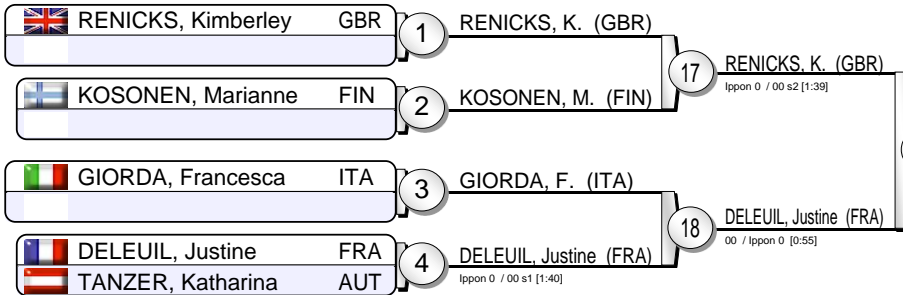 RENICKS, Kimberley GBR
1
KOSONEN, Marianne FIN
2
GIORDA, Francesca ITA
3
DELEUIL, Justine FRA
TANZER, Katharina AUT
4
RENICKS, K. (GBR)
KOSONEN, M. (FIN)
17
GIORDA, F. (ITA)
DELEUIL, Justine (FRA)
Ippon 0 / 00 s1 [1:40]
18
RENICKS, K. (GBR)
Ippon 0 / 00 s2 [1:39]
DELEUIL, Justine (FRA)
00 / Ippon 0 [0:55]